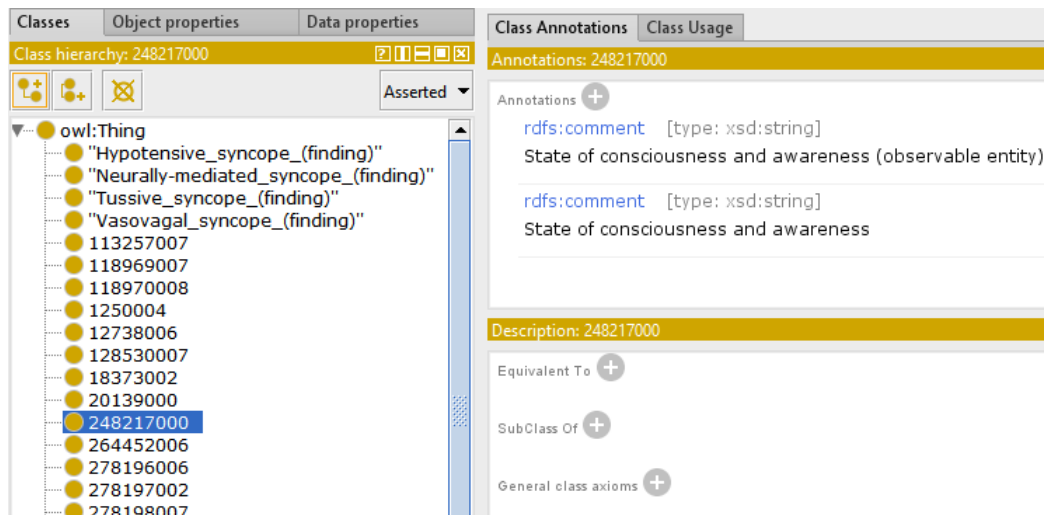 Classes Object properties Data properties
Class hierarchy: 248217000
Asserted
owl:Thing
"Hypotensive_syncope_(finding)"
"Neurally-mediated_syncope_(finding)"
"Tussive_syncope_(finding)"
"Vasovagal_syncope_(finding)"
113257007
118969007
118970008
1250004
12738006
128530007
18373002
20139000
248217000
264452006
278196006
278197002
278198007
Class Annotations Class Usage
Annotations: 248217000
Annotations
rdfs:comment [type: xsd:string]
State of consciousness and awareness (observable entity)
rdfs:comment [type: xsd:string]
State of consciousness and awareness
Description: 248217000
Equivalent To
SubClass Of
General class axioms